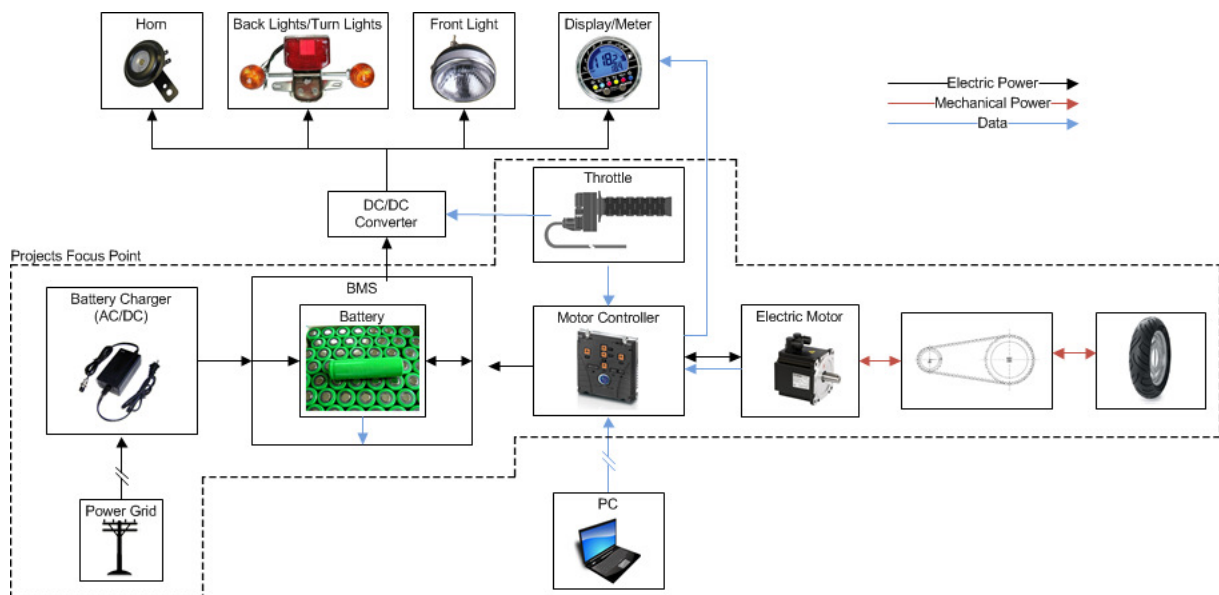 Horn
Back Lights/Turn Lights
Front Light
Display/Meter
Electric Power
Mechanical Power
Data
Throttle
DC/DC
Converter
Projects Focus Point
Battery Charger
(AC/DC)
BMS
Battery
Motor Controller
Electric Motor
Power Grid
PC